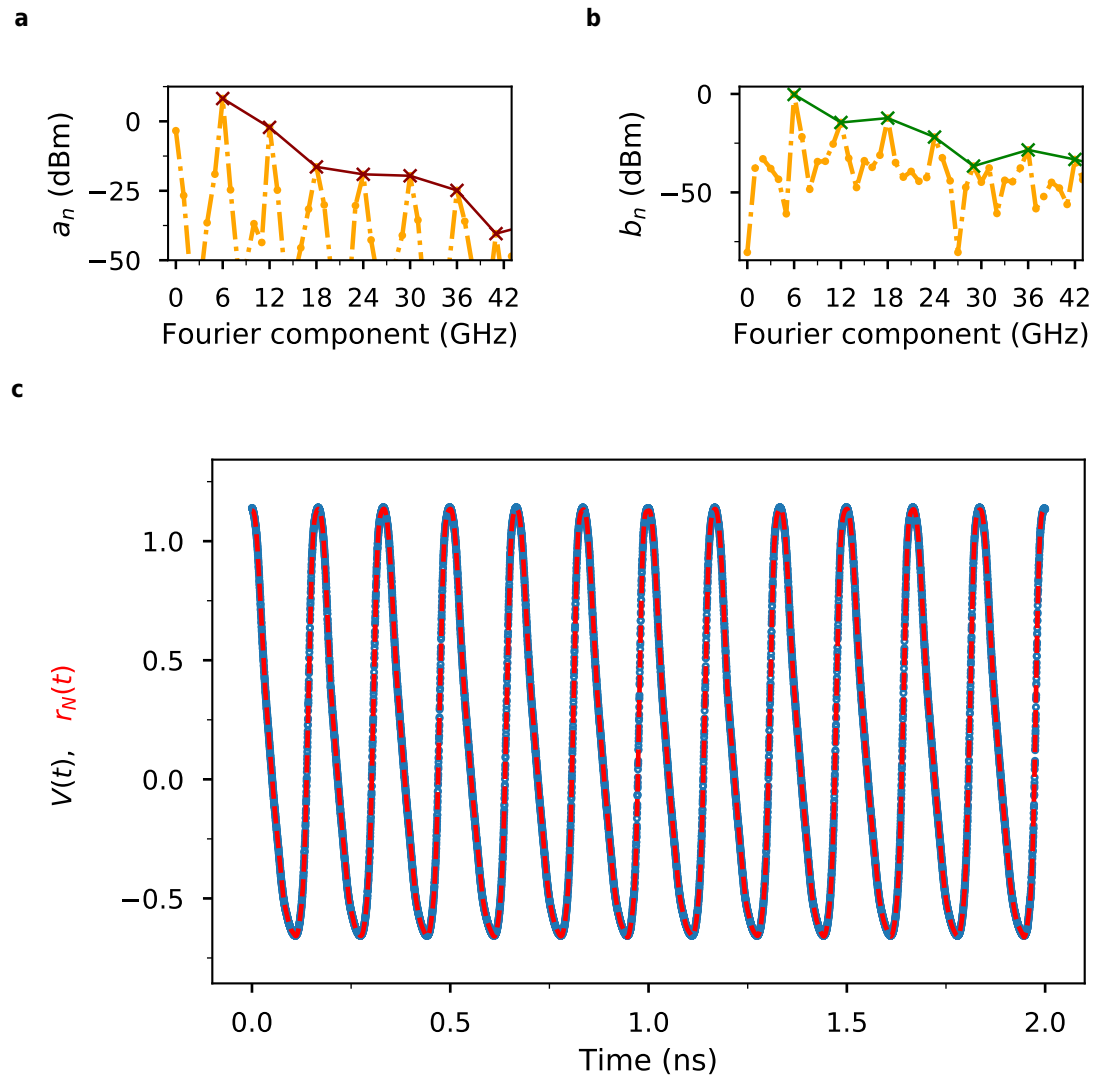 a
b
a_n (dBm)
0
−25
−50
0 6 12 18 24 30 36 42
Fourier component (GHz)
b_n (dBm)
0
−50
0 6 12 18 24 30 36 42
Fourier component (GHz)
c
V(t), r_N(t)
1.0
0.5
0.0
−0.5
0.0 0.5 1.0 1.5 2.0
Time (ns)